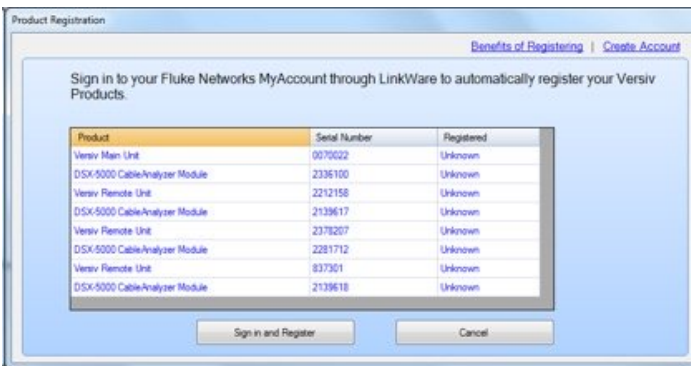 Product Registration
Benefits of Registering | Create Account
Sign in to your Fluke Networks MyAccount through LinkWare to automatically register your Versiv
Products.
Product Serial Number Registered
Versiv Main Unit 0070022 Unknown
DSX-5000 CableAnalyzer Module 2336100 Unknown
Versiv Remote Unit 2212158 Unknown
DSX-5000 CableAnalyzer Module 2139617 Unknown
Versiv Remote Unit 2378207 Unknown
DSX-5000 CableAnalyzer Module 2281712 Unknown
Versiv Remote Unit 837301 Unknown
DSX-5000 CableAnalyzer Module 2139618 Unknown
Sign in and Register Cancel